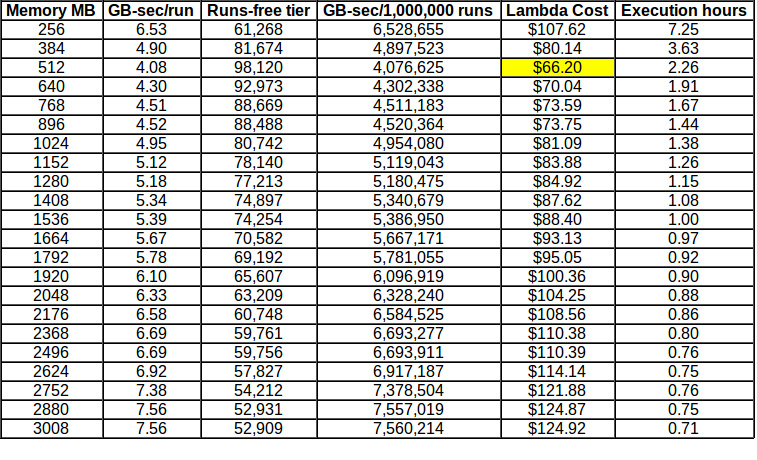 Memory MB GB-sec/run Runs-free tier GB-sec/1,000,000 runs Lambda Cost Execution hours
256 6.53 61,268 6,528,655 $107.62 7.25
384 4.90 81,674 4,897,523 $80.14 3.63
512 4.08 98,120 4,076,625 $66.20 2.26
640 4.30 92,973 4,302,338 $70.04 1.91
768 4.51 88,669 4,511,183 $73.59 1.67
896 4.52 88,488 4,520,364 $73.75 1.44
1024 4.95 80,742 4,954,080 $81.09 1.38
1152 5.12 78,140 5,119,043 $83.88 1.26
1280 5.18 77,213 5,180,475 $84.92 1.15
1408 5.34 74,897 5,340,679 $87.62 1.08
1536 5.39 74,254 5,386,950 $88.40 1.00
1664 5.67 70,582 5,667,171 $93.13 0.97
1792 5.78 69,192 5,781,055 $95.05 0.92
1920 6.10 65,607 6,096,919 $100.36 0.90
2048 6.33 63,209 6,328,240 $104.25 0.88
2176 6.58 60,748 6,584,525 $108.56 0.86
2368 6.69 59,761 6,693,277 $110.38 0.80
2496 6.69 59,756 6,693,911 $110.39 0.76
2624 6.92 57,827 6,917,187 $114.14 0.75
2752 7.38 54,212 7,378,504 $121.88 0.76
2880 7.56 52,931 7,557,019 $124.87 0.75
3008 7.56 52,909 7,560,214 $124.92 0.71